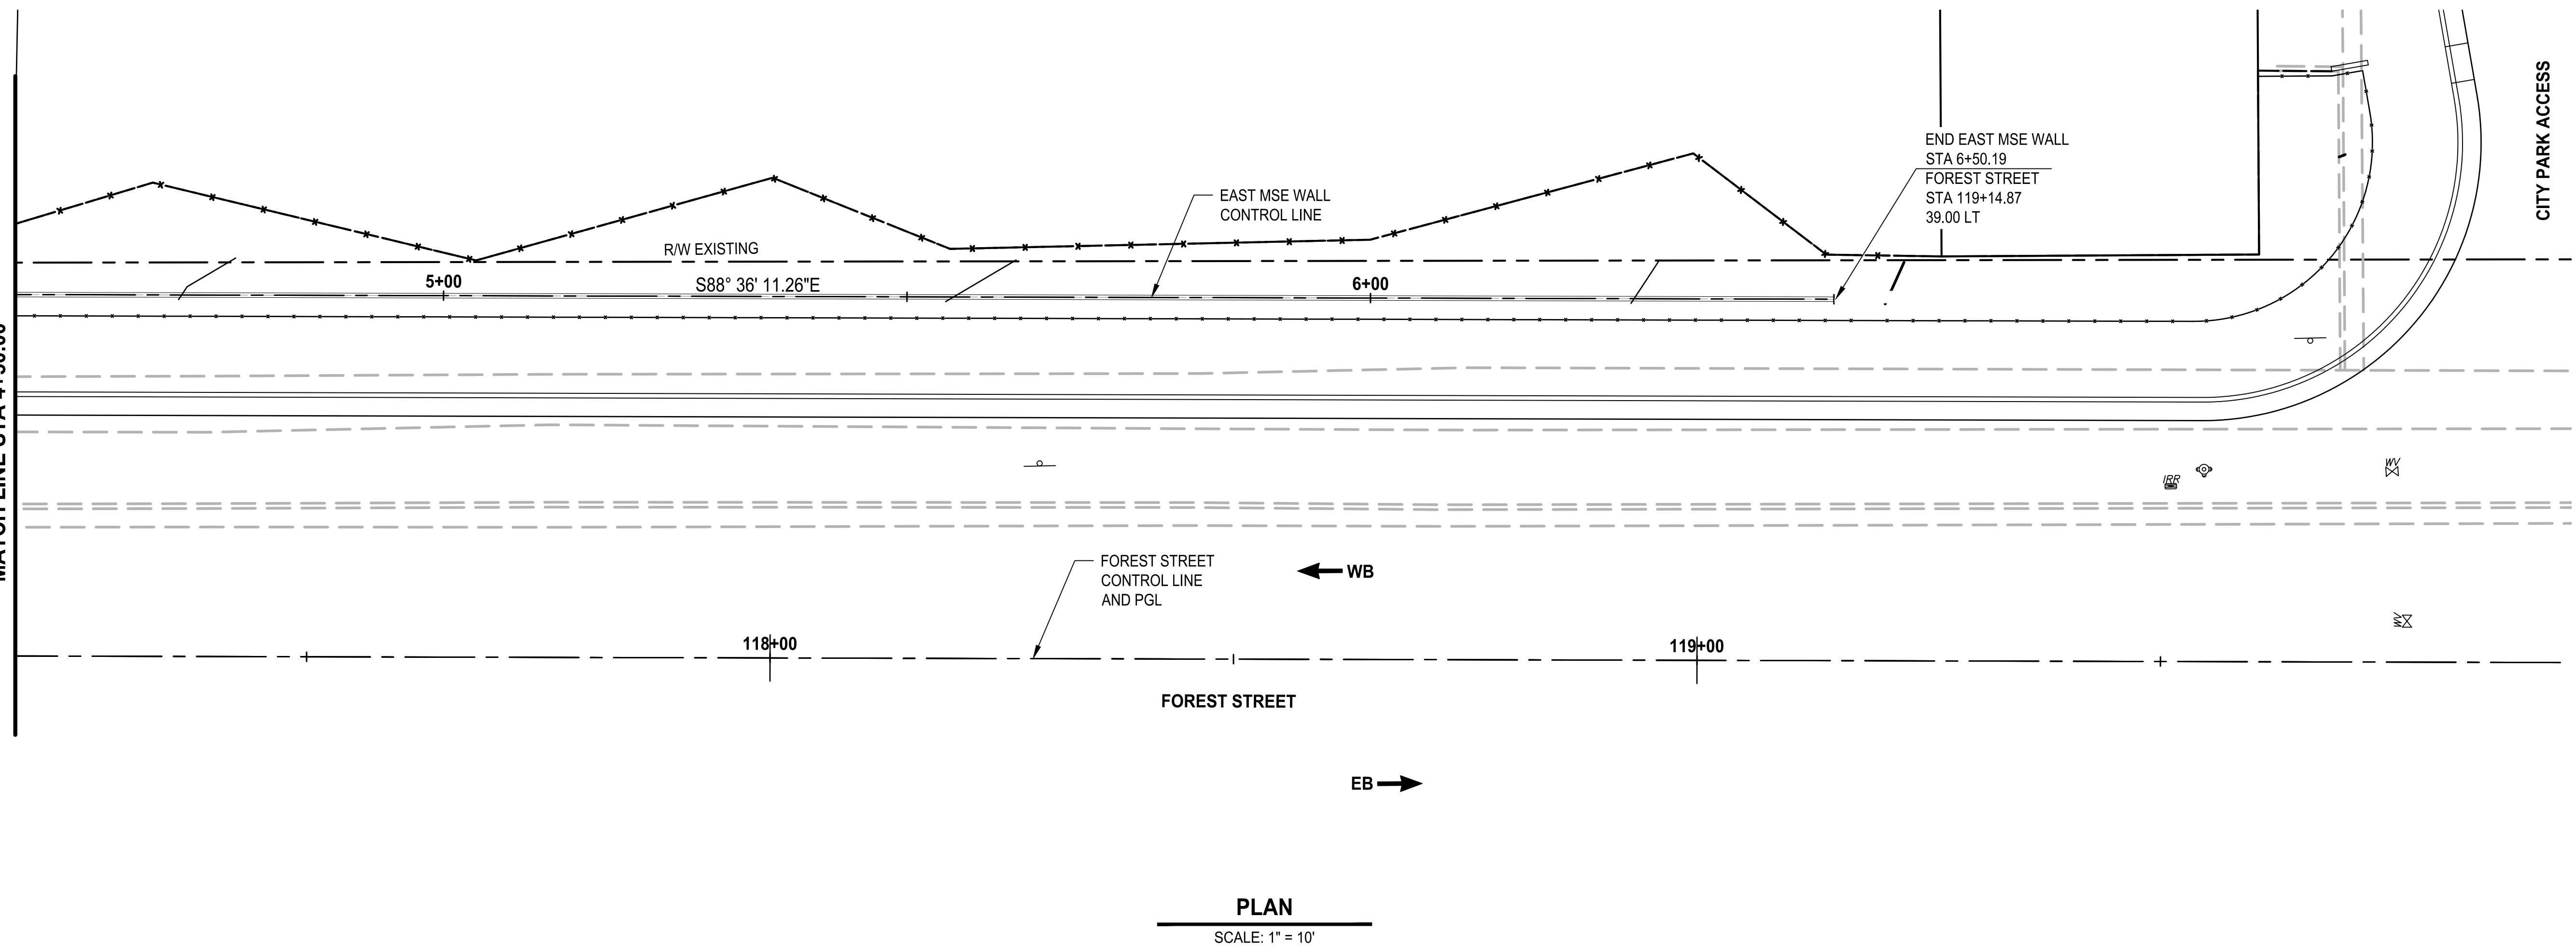 CITY PARK ACCESS
END EAST MSE WALL
STA 6+50.19
FOREST STREET
STA 119+14.87
39.00 LT
EAST MSE WALL
CONTROL LINE
R/W EXISTING
5+00
S88° 36' 11.26"E
6+00
WV
IRR
FOREST STREET
CONTROL LINE
AND PGL
WB
WV
118+00
119+00
FOREST STREET
EB
PLAN
SCALE: 1" = 10'